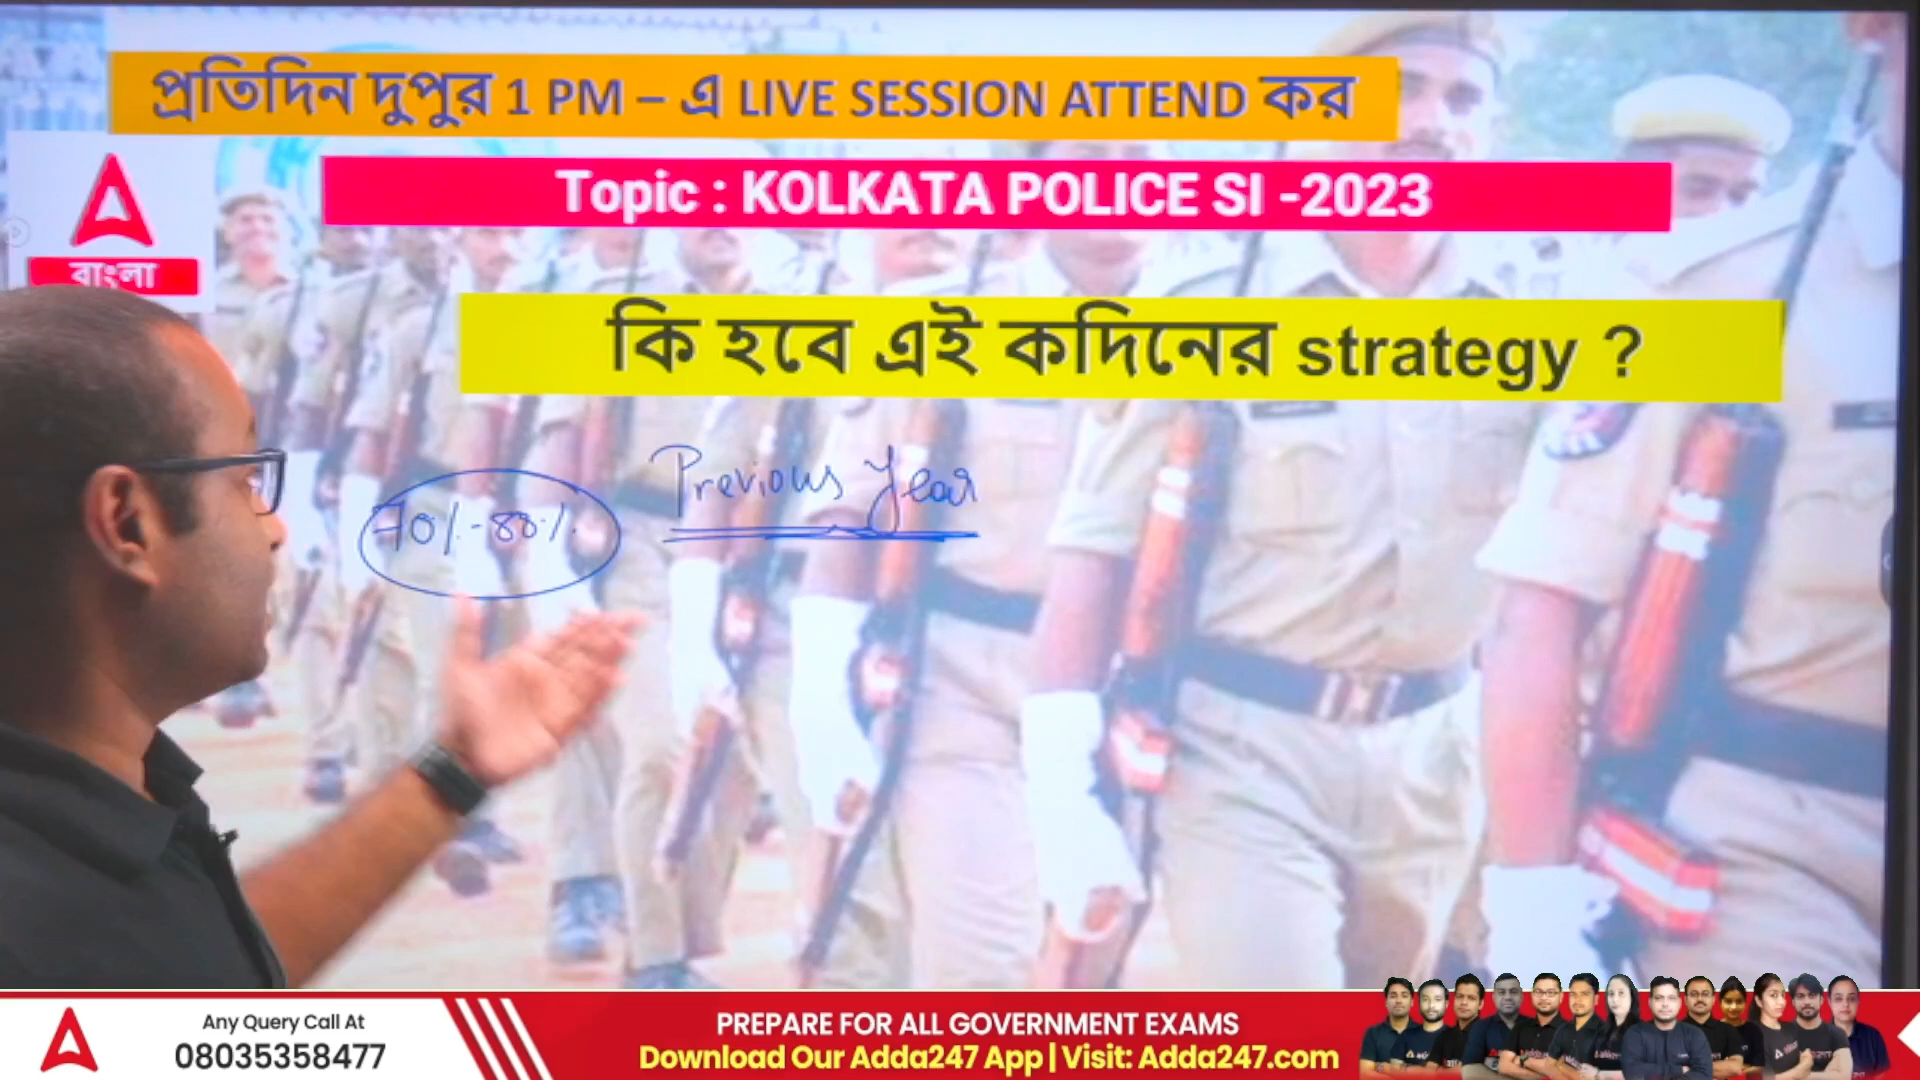 প্রতিদিন দুপুর 1 PM – এ LIVE SESSION ATTEND কর
Topic : KOLKATA POLICE SI -2023
বাংলা
কি হবে এই কদিনের strategy ?
Previous Year
70% - 80%
Any Query Call At
08035358477
PREPARE FOR ALL GOVERNMENT EXAMS
Download Our Adda247 App | Visit: Adda247.com